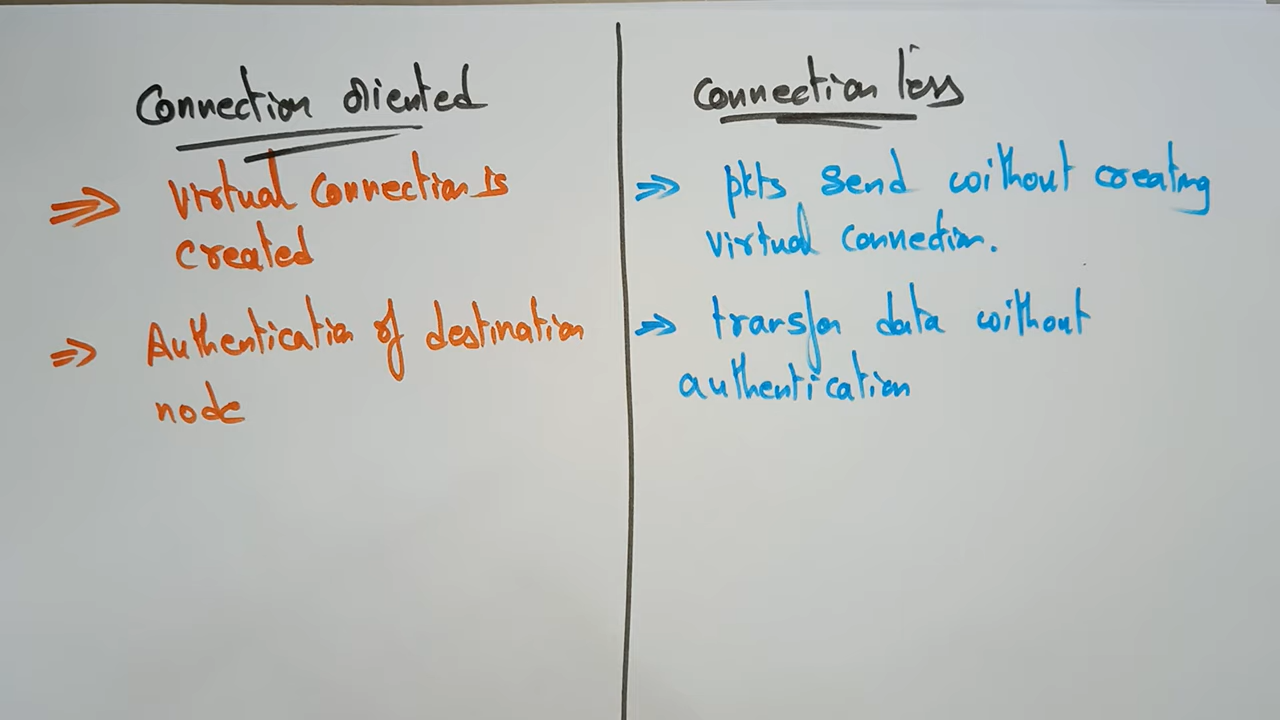 Connection oriented
Virtual Connection is
created
Authentication of destination
node
Connection less
pkts send without creating
virtual connection.
transfer data without
authentication